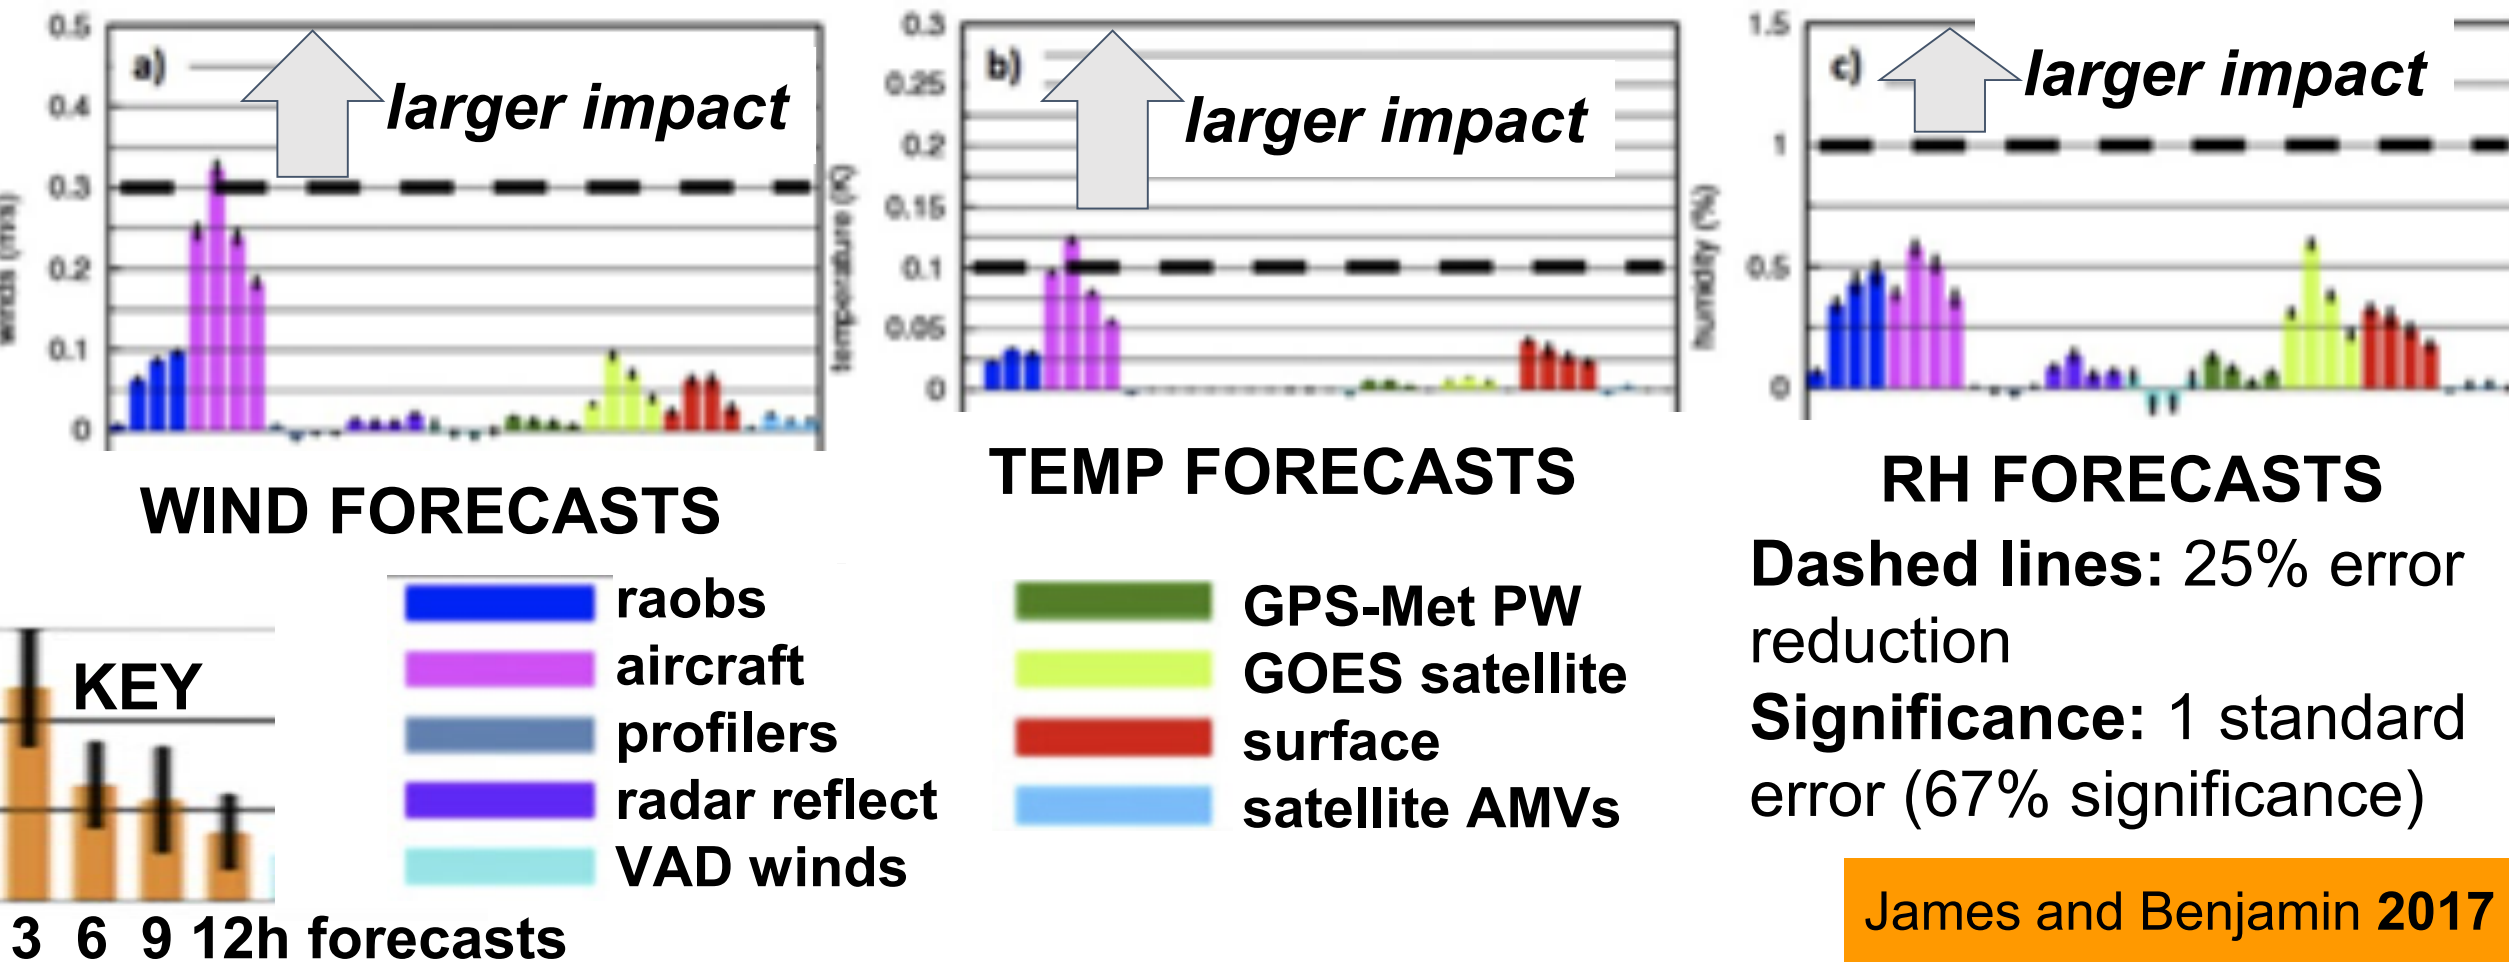 0.5
0.4
0.3
0.2
0.1
0
winds (m/s)
a)
larger impact
0.3
0.25
0.2
0.15
0.1
0.05
0
temperature (K)
b)
larger impact
1.5
1
0.5
0
humidity (%)
c)
larger impact
WIND FORECASTS
TEMP FORECASTS
RH FORECASTS
KEY
3 6 9 12h forecasts
raobs
aircraft
profilers
radar reflect
VAD winds
GPS-Met PW
GOES satellite
surface
satellite AMVs
Dashed lines: 25% error
reduction
Significance: 1 standard
error (67% significance)
James and Benjamin 2017